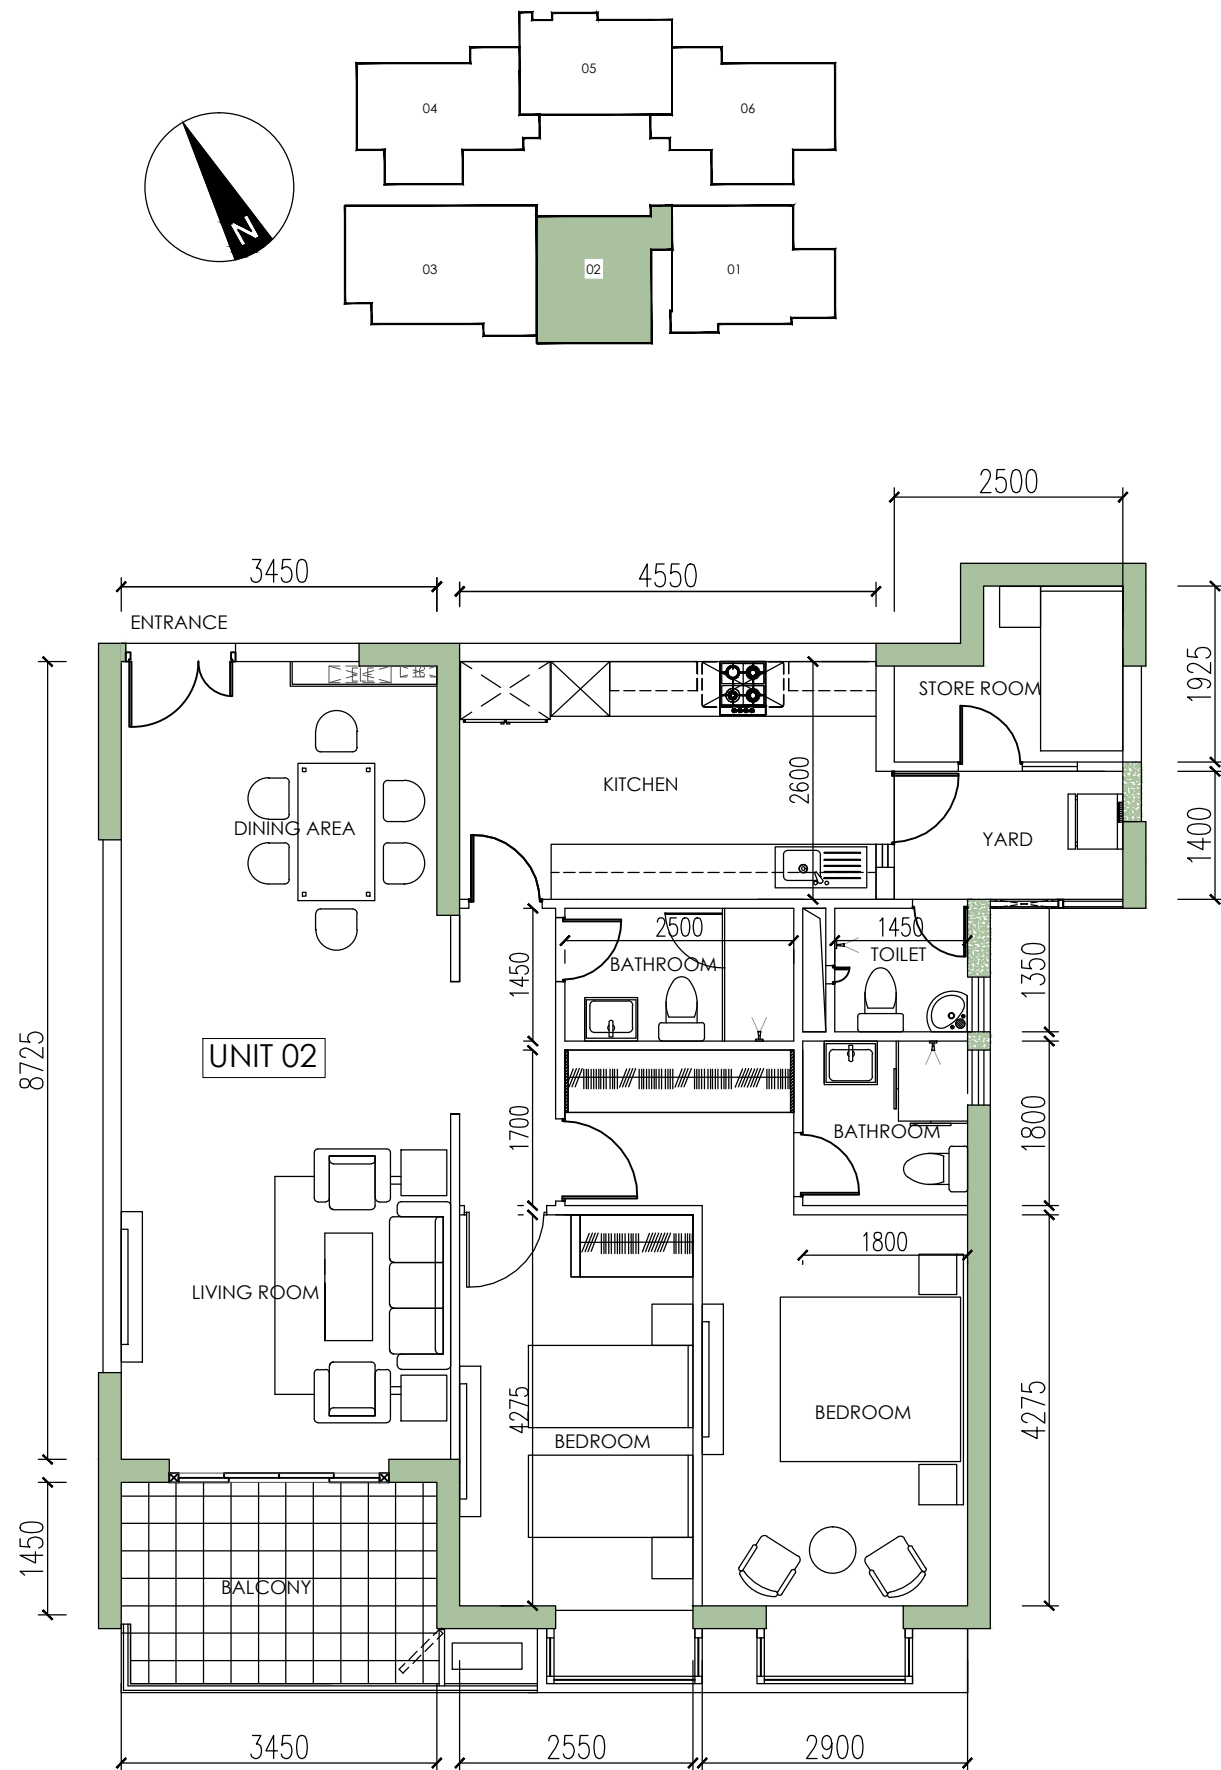 05
04
06
N
03
02
01
2500
3450
4550
ENTRANCE
1925
STORE ROOM
KITCHEN
2600
DINING AREA
YARD
1400
2500
1450
1450
BATHROOM
TOILET
1350
8725
UNIT 02
1700
BATHROOM
1800
1800
LIVING ROOM
4275
BEDROOM
BEDROOM
4275
1450
BALCONY
3450
2550
2900